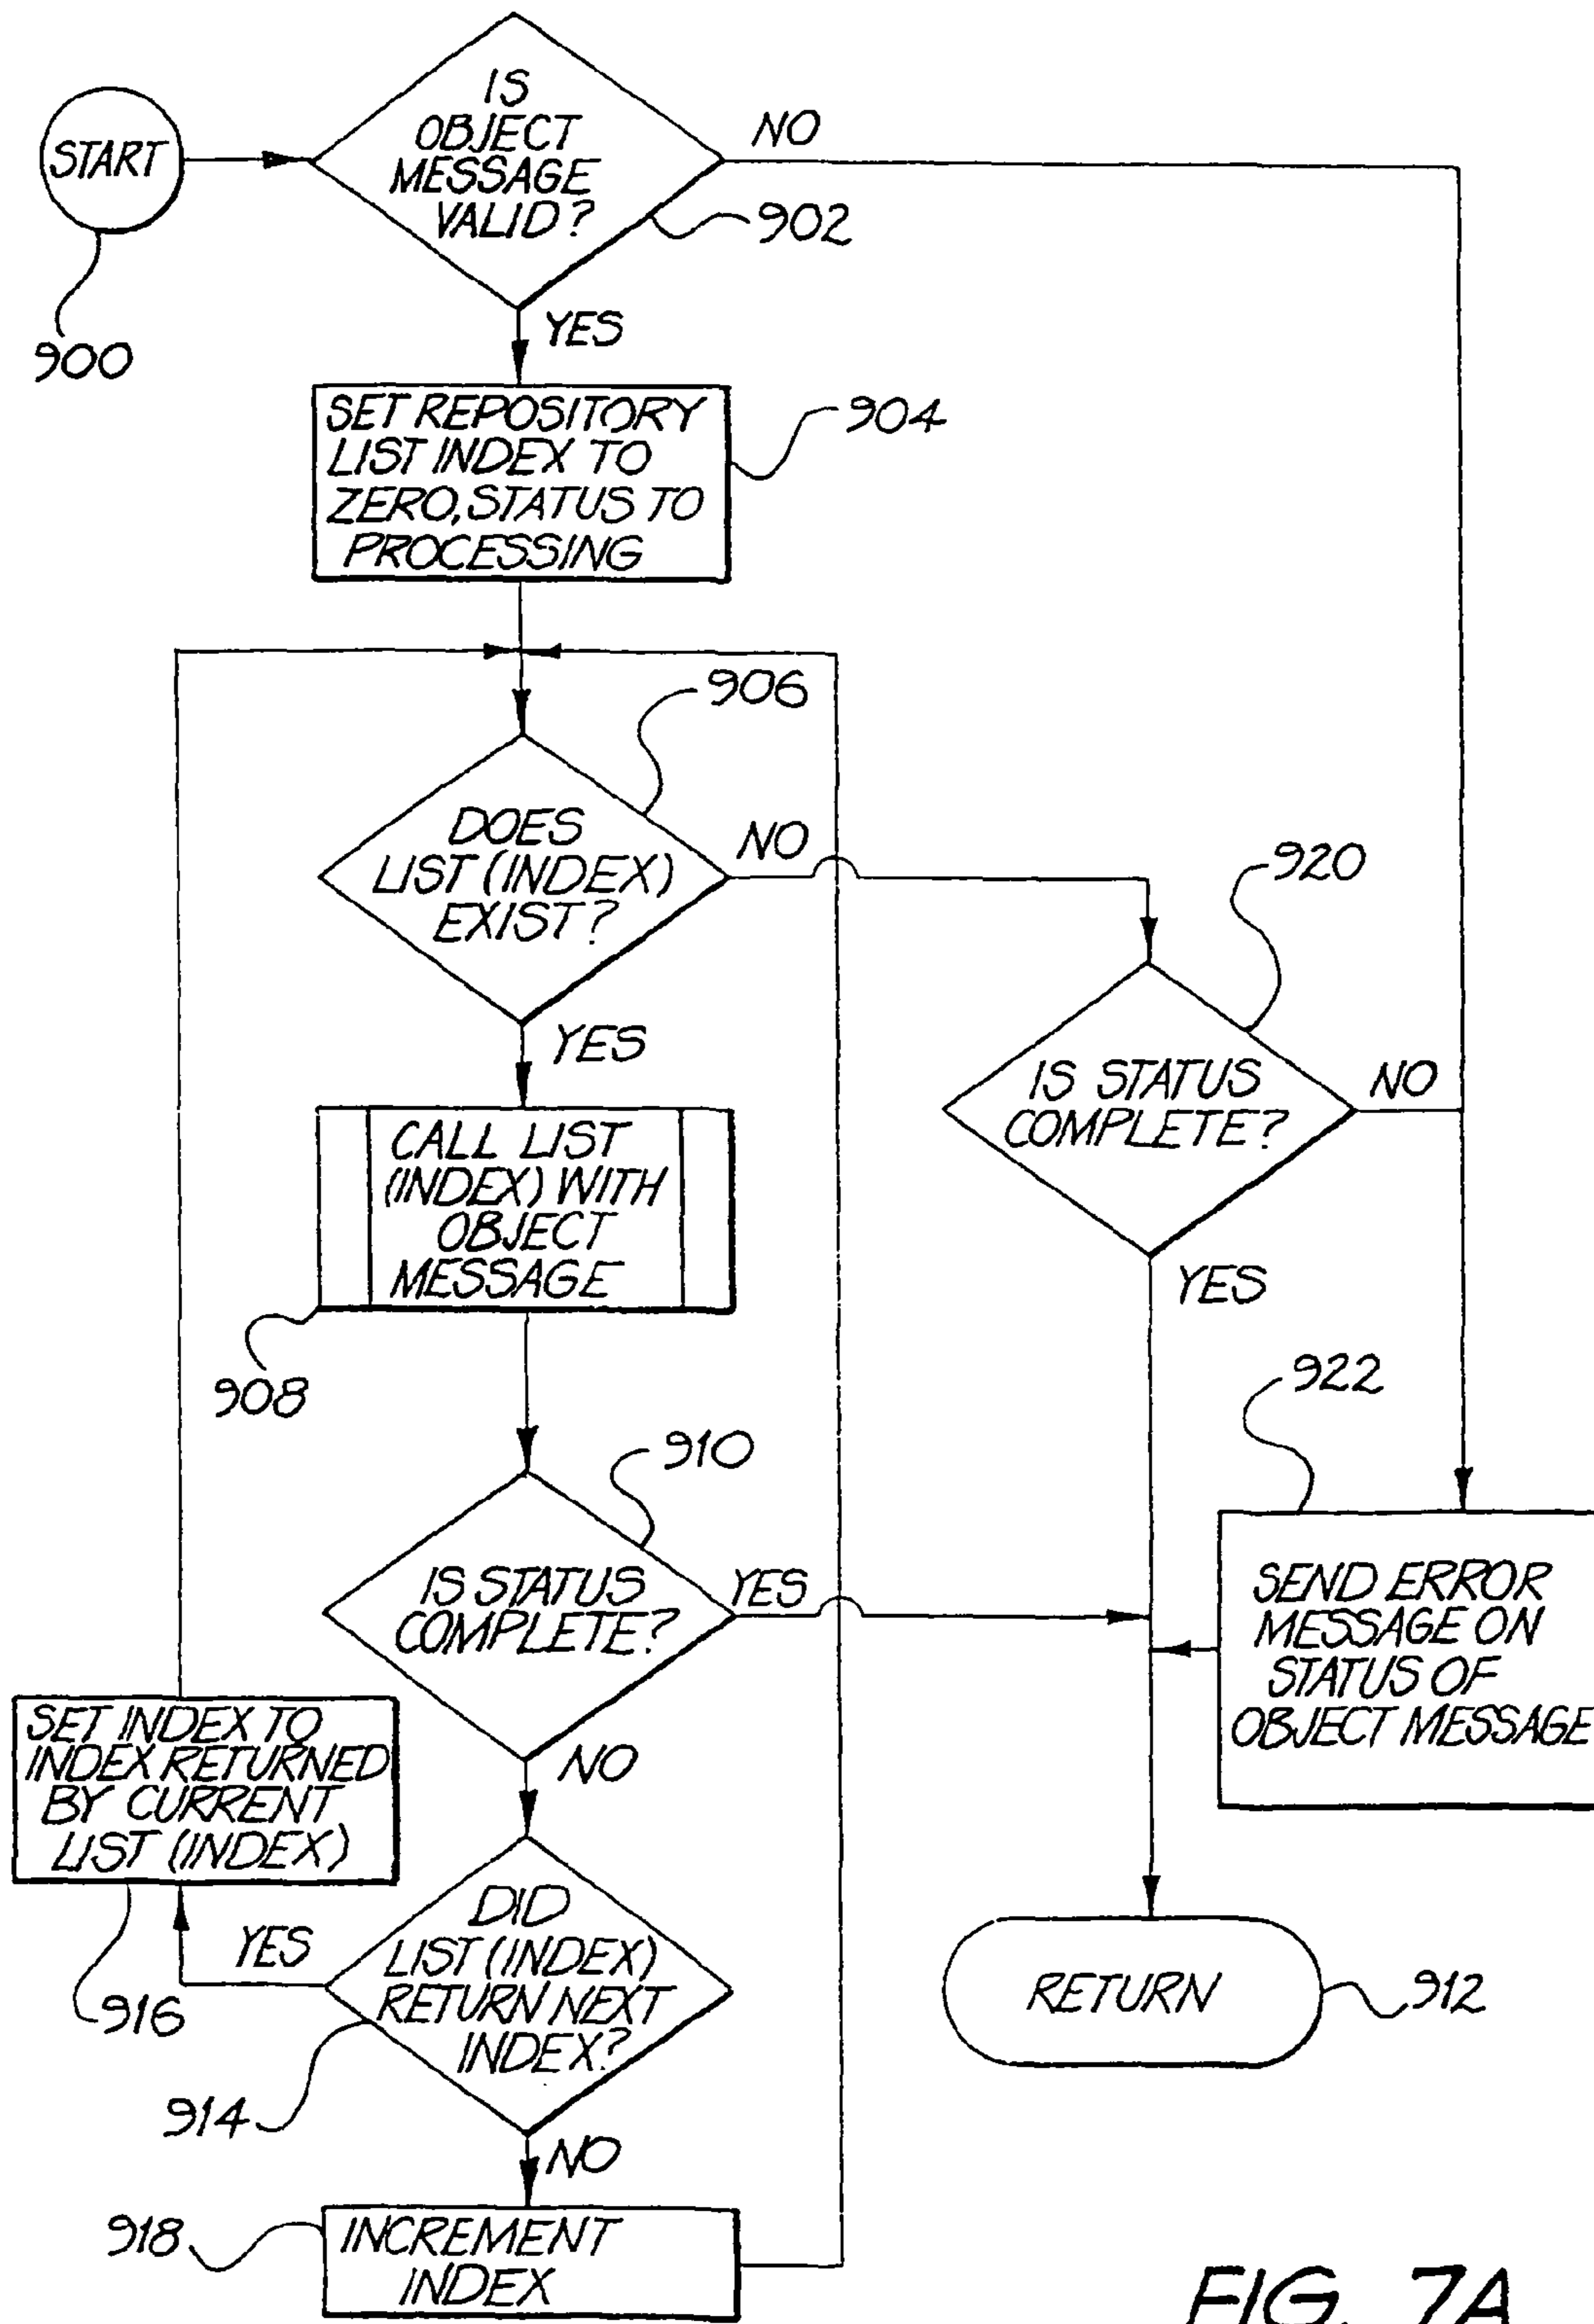 START
900
IS
OBJECT
MESSAGE
VALID?
NO
902
YES
SET REPOSITORY
LIST INDEX TO
ZERO, STATUS TO
PROCESSING
904
906
DOES
LIST (INDEX)
EXIST?
NO
920
YES
IS STATUS
COMPLETE?
NO
CALL LIST
(INDEX) WITH
OBJECT
MESSAGE
908
YES
922
910
IS STATUS
COMPLETE?
YES
SEND ERROR
MESSAGE ON
STATUS OF
OBJECT MESSAGE
NO
SET INDEX TO
INDEX RETURNED
BY CURRENT
LIST (INDEX)
916
YES
DID
LIST (INDEX)
RETURN NEXT
INDEX?
914
RETURN
912
NO
918
INCREMENT
INDEX
FIG. 7A